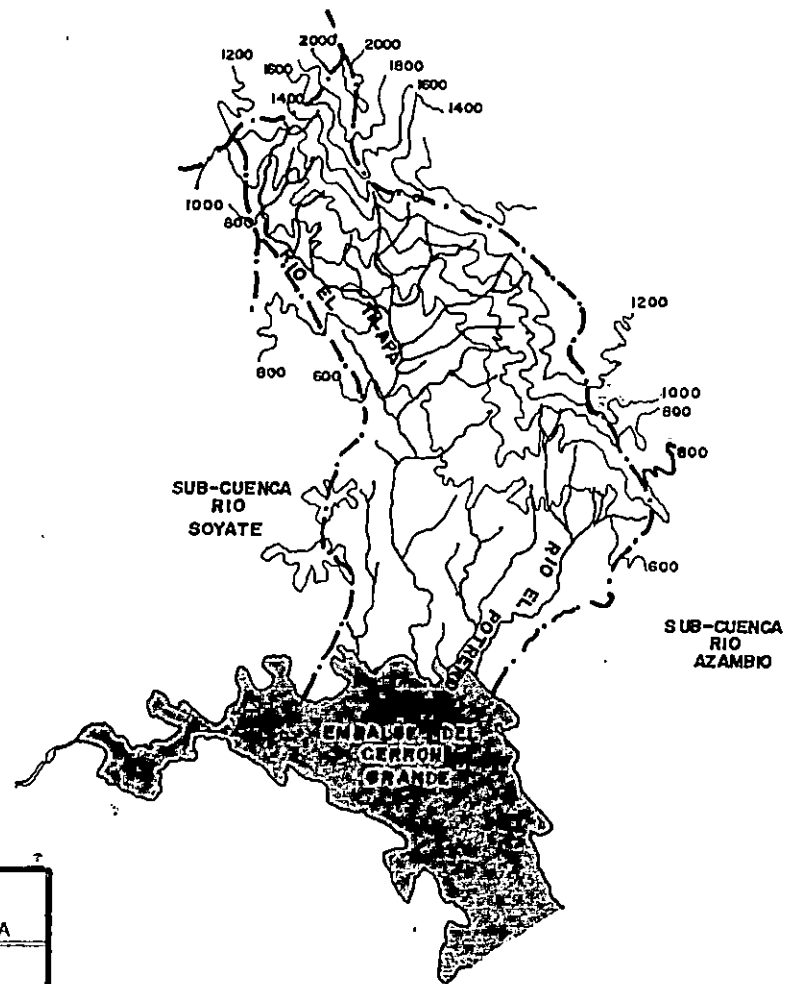 2000
2000
1200
1600
1800
1600
1400
1400
1000
800
RIO EL TILAPA
1200
800
600
1000
800
800
SUB-CUENCA
RIO
SOYATE
RIO EL POTRERO
600
SUB-CUENCA
RIO
AZAMBIO
EMBALSE DEL
CERRON
GRANDE
A